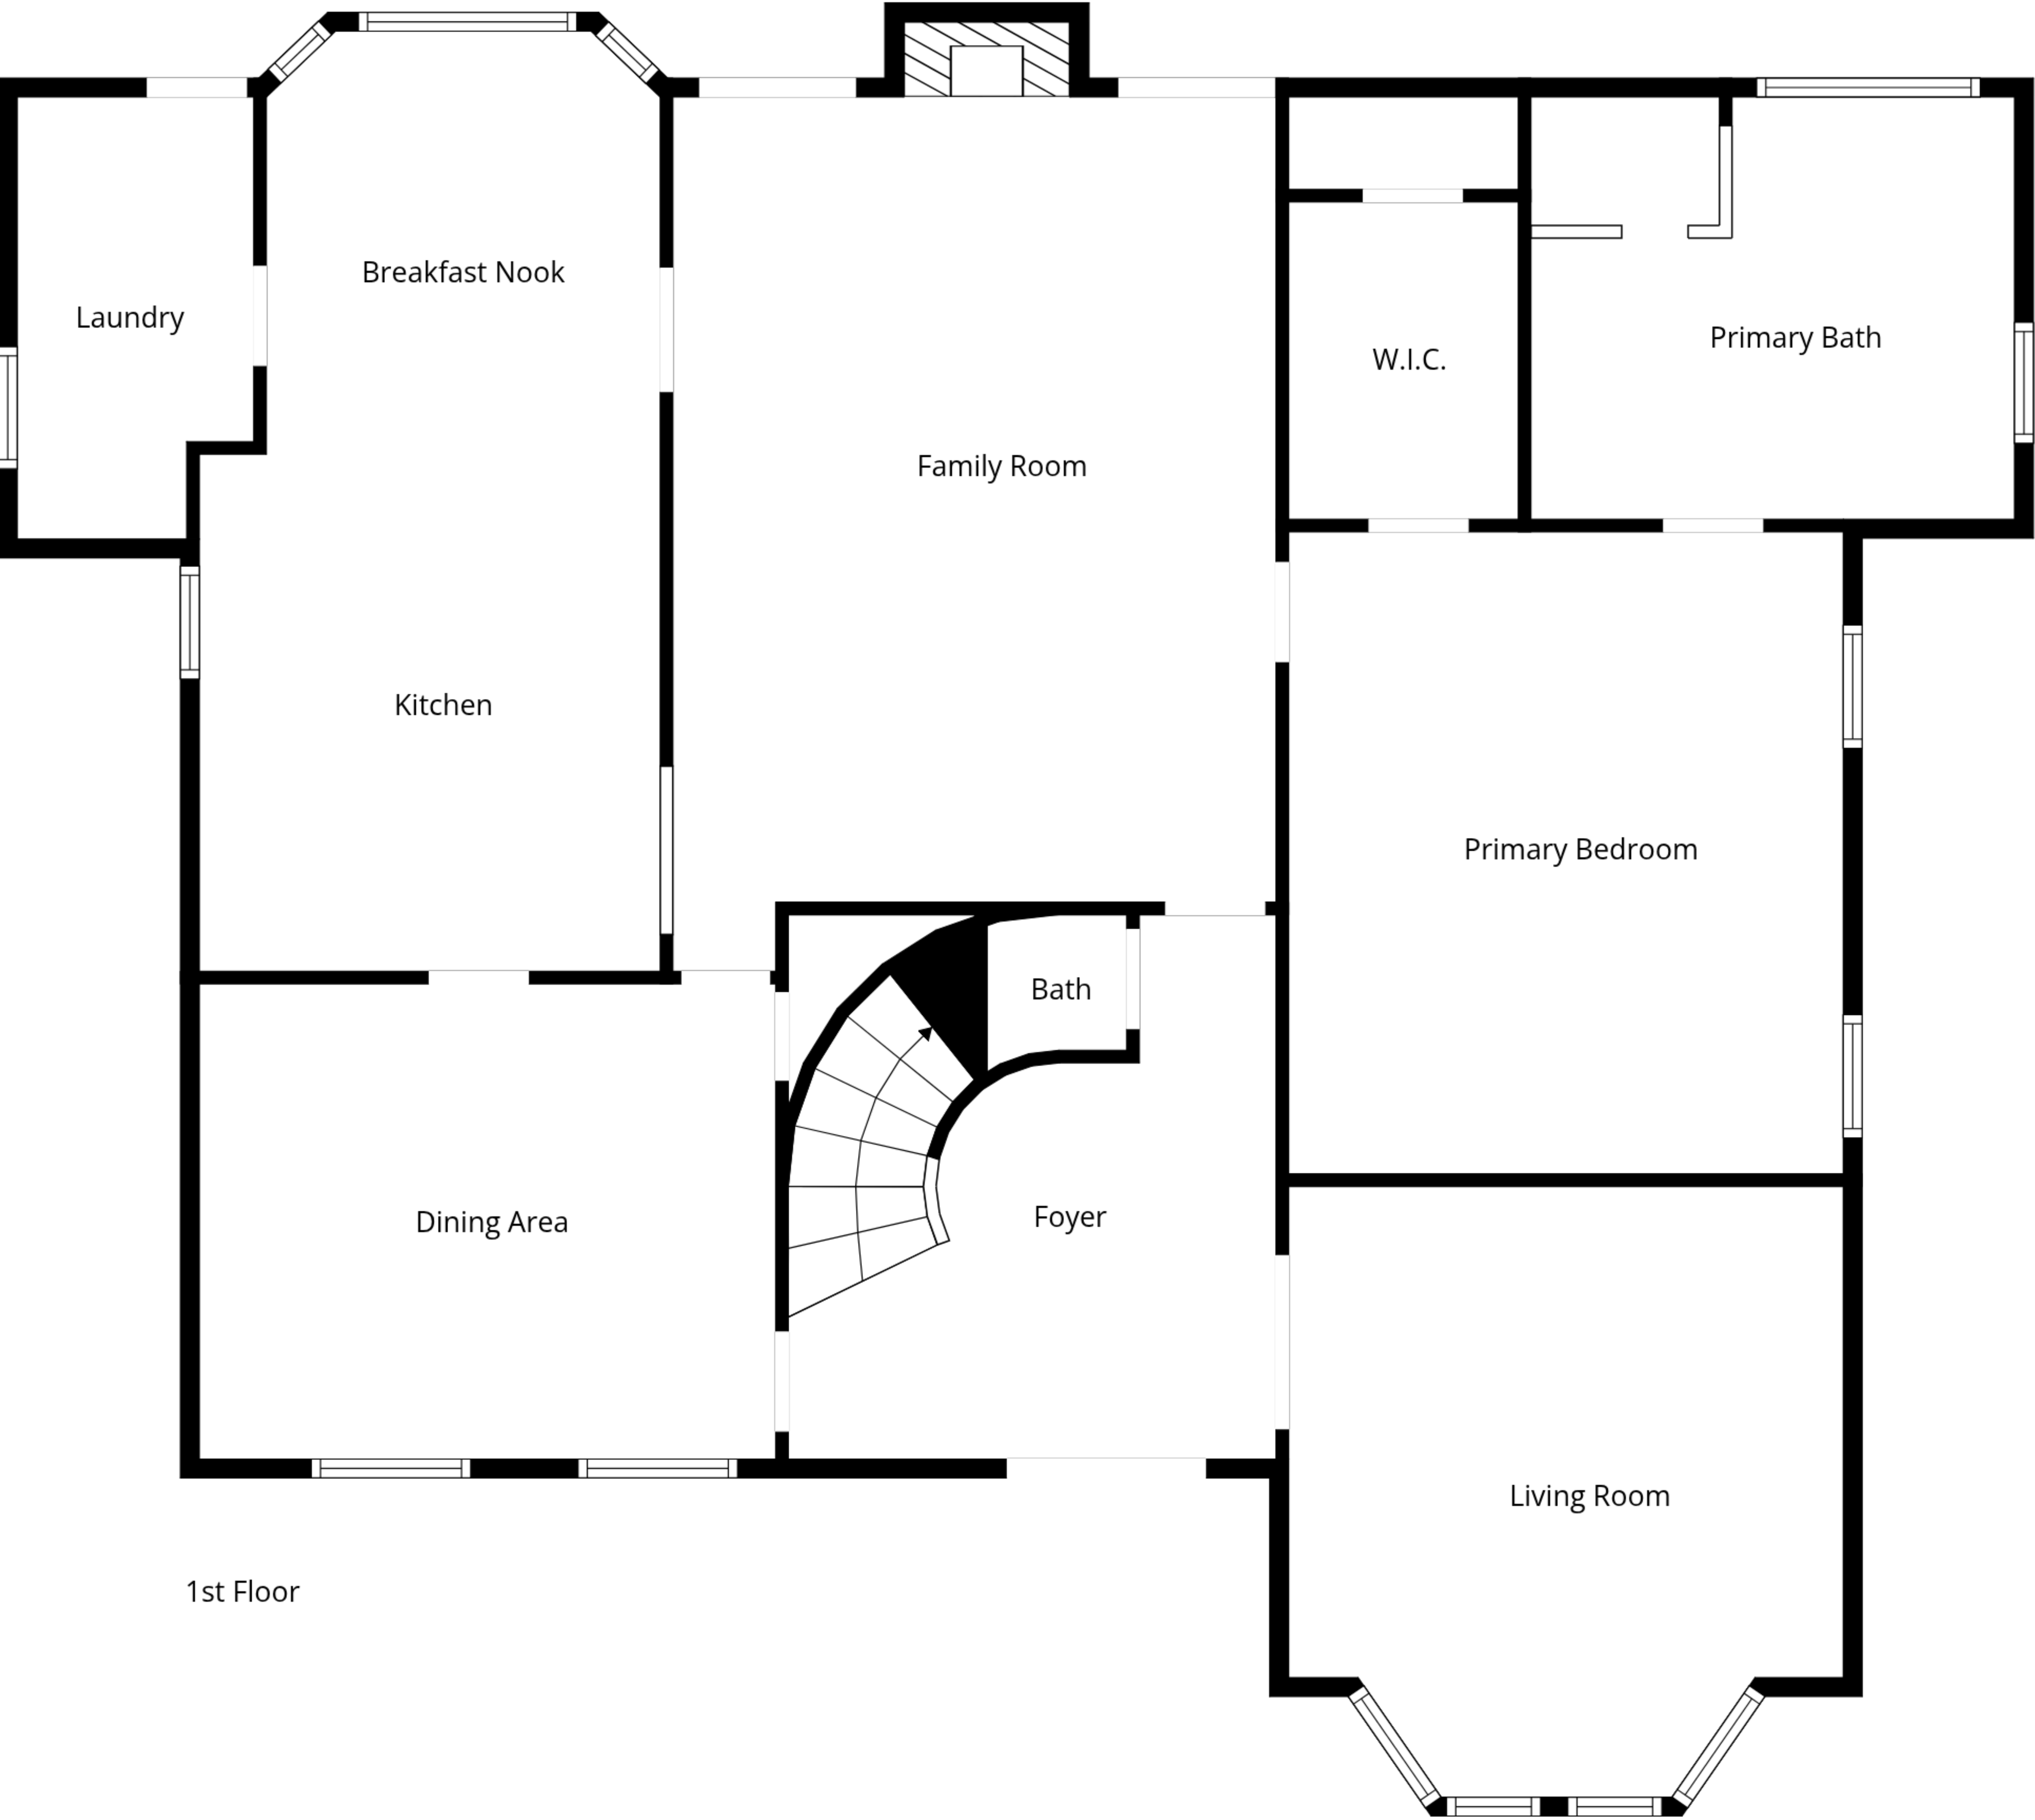 Breakfast Nook
Laundry
Primary Bath
W.I.C.
Family Room
Kitchen
Primary Bedroom
Bath
Foyer
Dining Area
Living Room
1st Floor